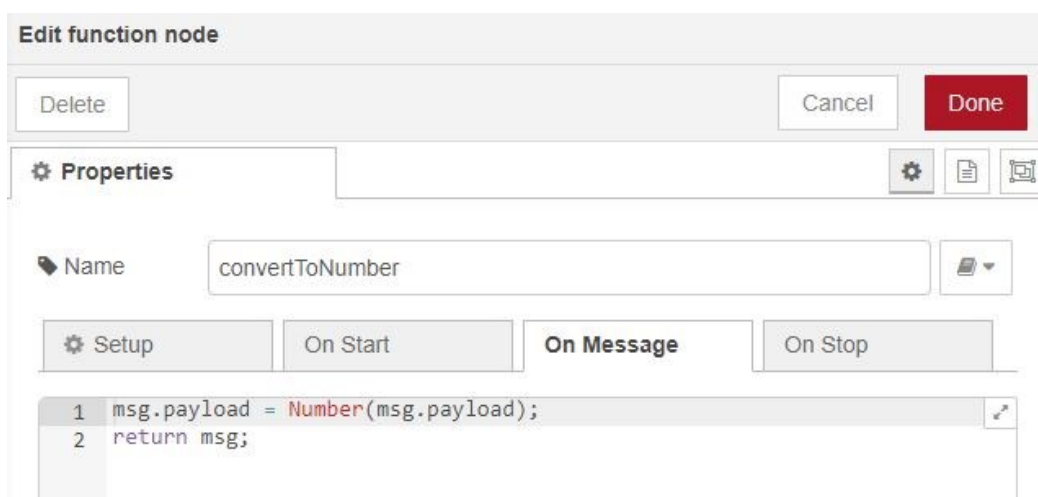 Edit function node
Delete Cancel Done
Properties
Name convertToNumber
Setup On Start On Message On Stop
1 msg.payload = Number(msg.payload);
2 return msg;